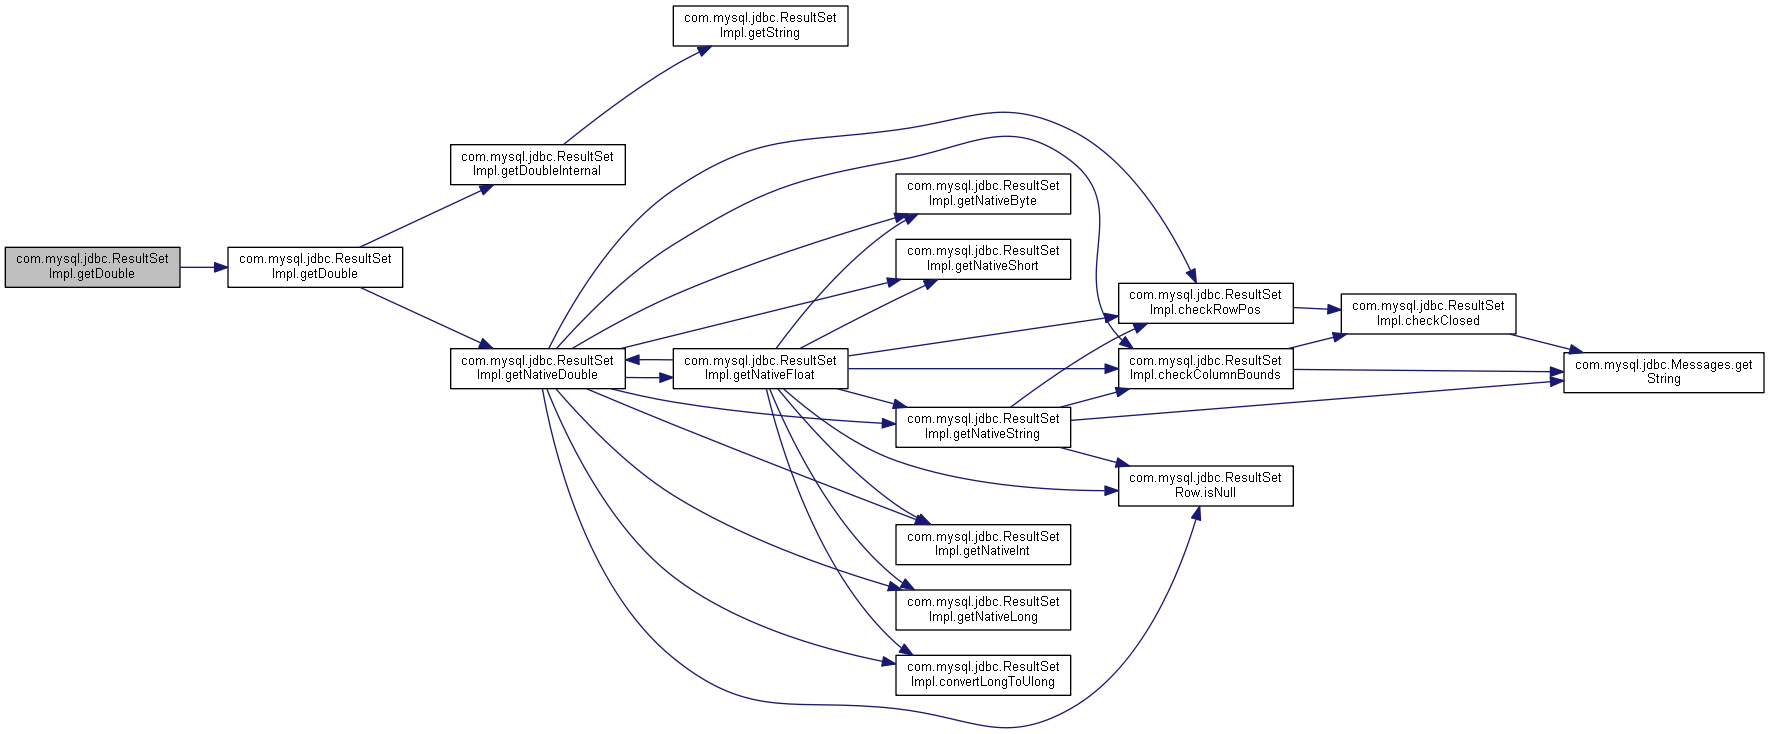 com.mysql.jdbc.ResultSet
Impl.getString
com.mysql.jdbc.ResultSet
Impl.getDoubleInternal
com.mysql.jdbc.ResultSet
Impl.getDouble
com.mysql.jdbc.ResultSet
Impl.getDouble
com.mysql.jdbc.ResultSet
Impl.getNativeDouble
com.mysql.jdbc.ResultSet
Impl.getNativeFloat
com.mysql.jdbc.ResultSet
Impl.getNativeByte
com.mysql.jdbc.ResultSet
Impl.getNativeShort
com.mysql.jdbc.ResultSet
Impl.getNativeString
com.mysql.jdbc.ResultSet
Impl.getNativeInt
com.mysql.jdbc.ResultSet
Impl.getNativeLong
com.mysql.jdbc.ResultSet
Impl.convertLongToUlong
com.mysql.jdbc.ResultSet
Impl.checkRowPos
com.mysql.jdbc.ResultSet
Impl.checkColumnBounds
com.mysql.jdbc.ResultSet
Row.isNull
com.mysql.jdbc.ResultSet
Impl.checkClosed
com.mysql.jdbc.Messages.get
String